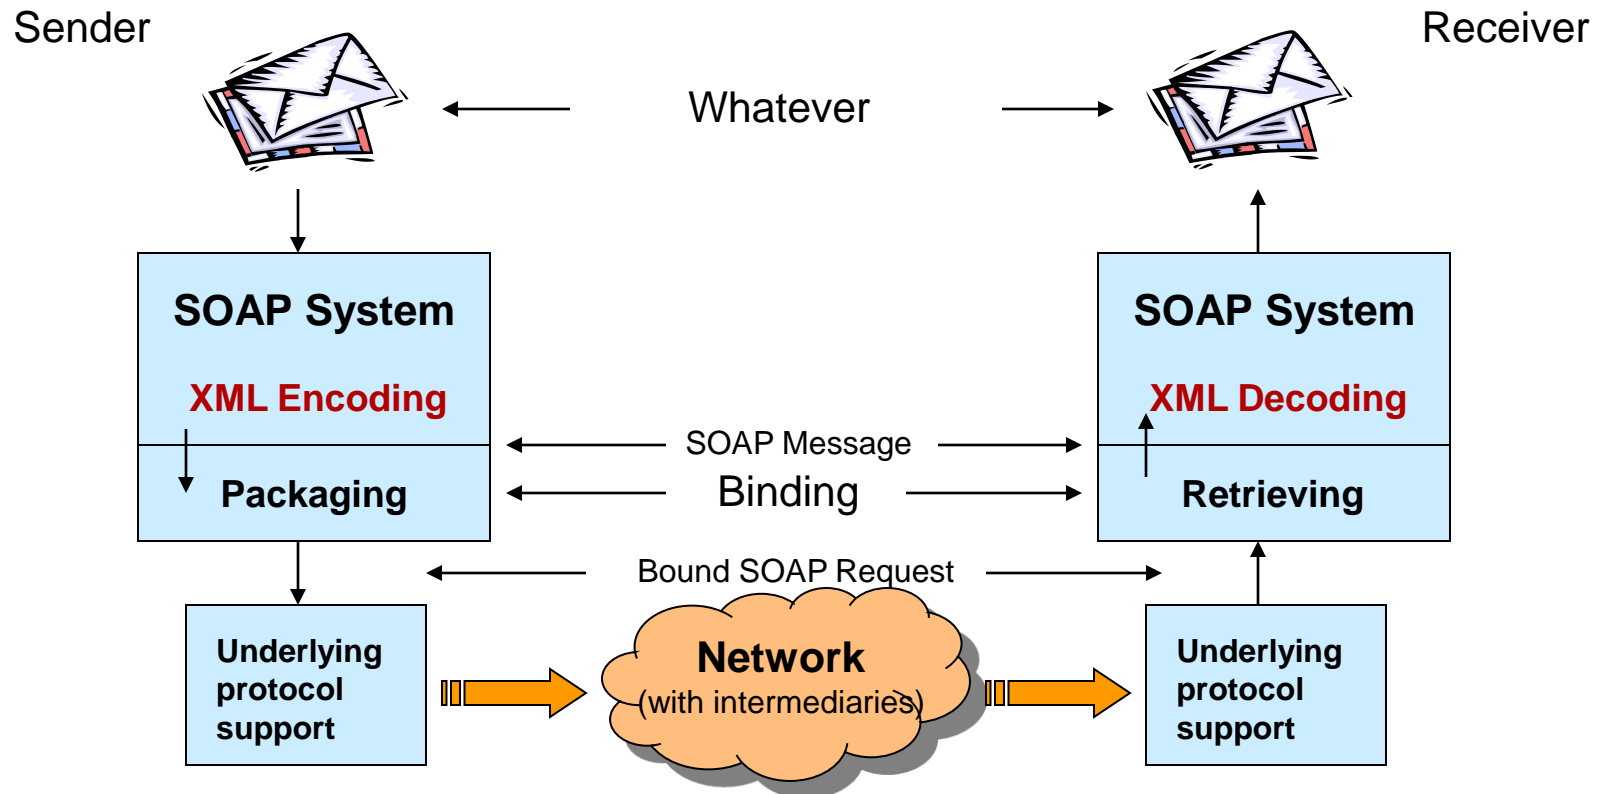 Sender
Receiver
Whatever
SOAP System
SOAP System
XML Encoding
XML Decoding
SOAP Message
Packaging
Binding
Retrieving
Bound SOAP Request
Underlying
protocol
support
Network
(with intermediaries)
Underlying
protocol
support